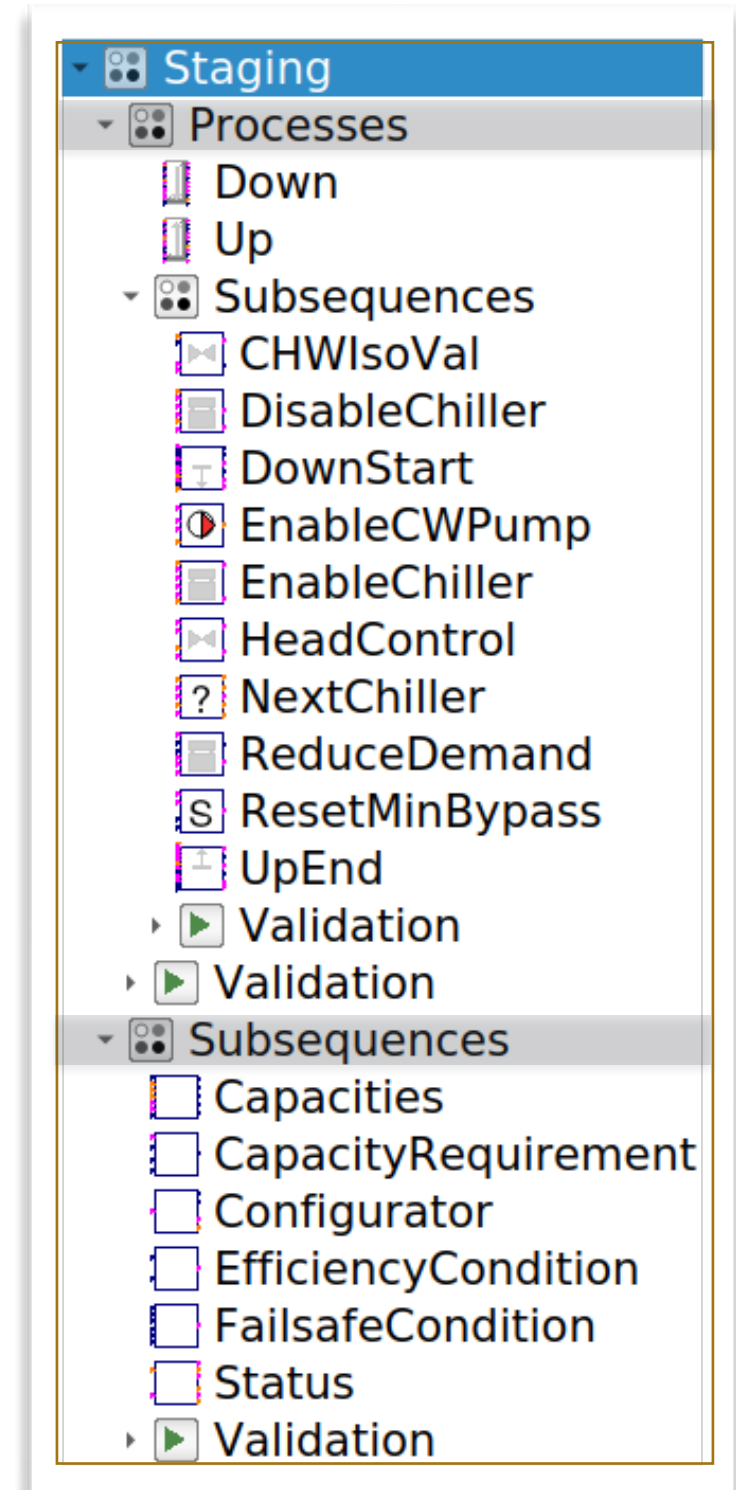 Staging
Processes
Down
Up
Subsequences
CHWIsoVal
DisableChiller
DownStart
EnableCWPump
EnableChiller
HeadControl
? NextChiller
ReduceDemand
S ResetMinBypass
UpEnd
Validation
Validation
Subsequences
Capacities
CapacityRequirement
Configurator
EfficiencyCondition
FailsafeCondition
Status
Validation